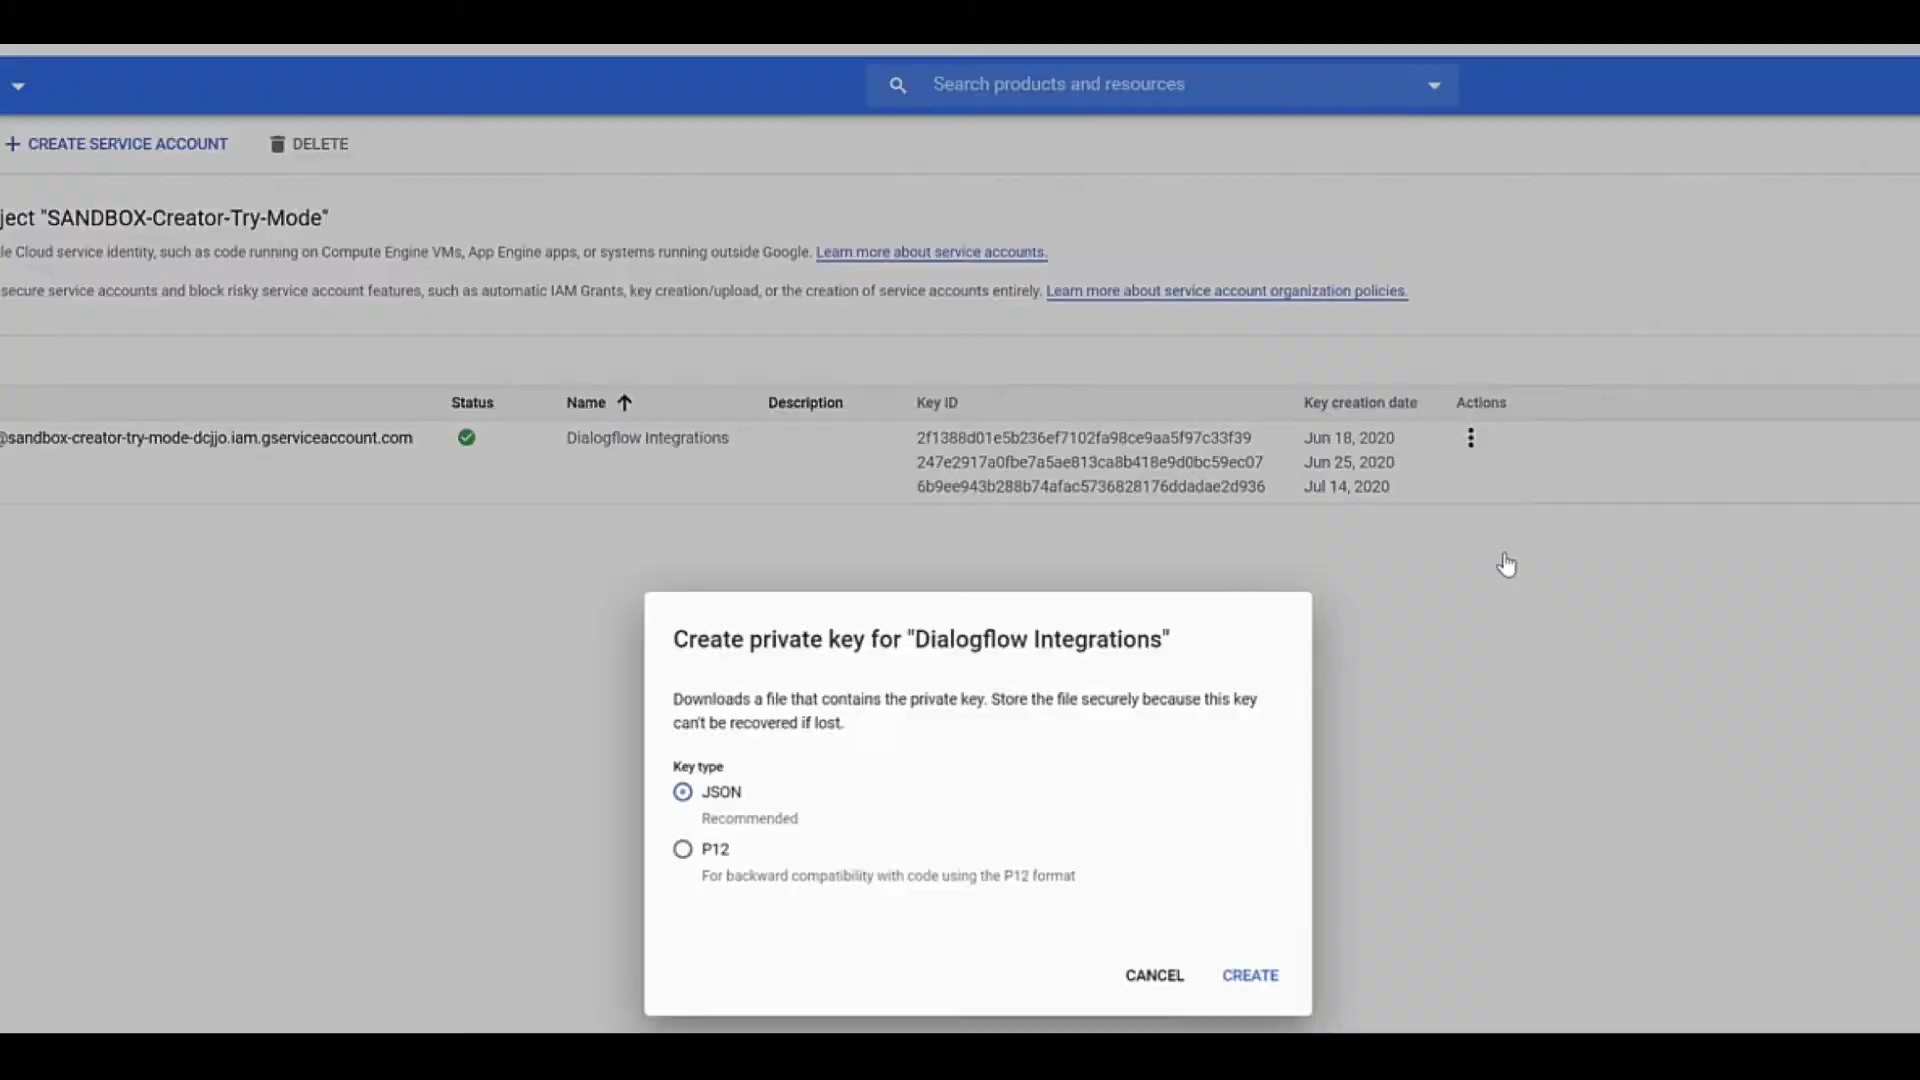 Search products and resources
CREATE SERVICE ACCOUNT DELETE
ject "SANDBOX-Creator-Try-Mode"
le Cloud service identity, such as code running on Compute Engine VMs, App Engine apps, or systems running outside Google. Learn more about service accounts.
secure service accounts and block risky service account features, such as automatic IAM Grants, key creation/upload, or the creation of service accounts entirely. Learn more about service account organization policies.
Status Name Description Key ID Key creation date Actions
@sandbox-creator-try-mode-dcjjo.iam.gserviceaccount.com Dialogflow Integrations 2f1388d01e5b236ef7102fa98ce9aa5f97c33f39 Jun 18, 2020
247e2917a0fbe7a5ae813ca8b418e9d0bc59ec07 Jun 25, 2020
6b9ee943b288b74afac5736828176ddadae2d936 Jul 14, 2020
Create private key for "Dialogflow Integrations"
Downloads a file that contains the private key. Store the file securely because this key
can't be recovered if lost.
Key type
JSON
Recommended
P12
For backward compatibility with code using the P12 format
CANCEL CREATE